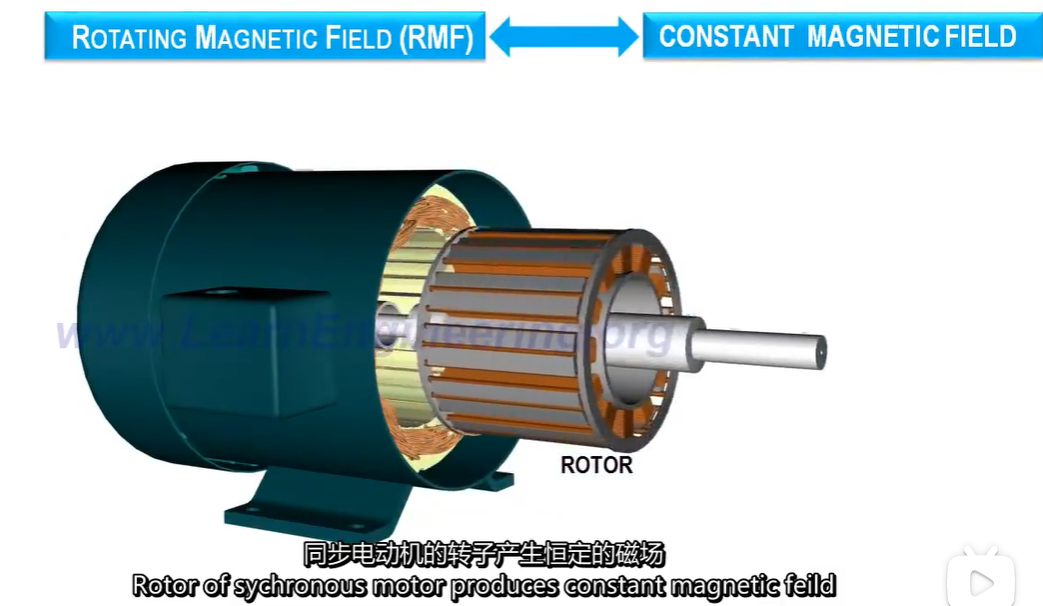 ROTATING MAGNETIC FIELD (RMF)
CONSTANT MAGNETIC FIELD
www.LearnEngineering.org
ROTOR
同步电动机的转子产生恒定的磁场
Rotor of sychronous motor produces constant magnetic feild